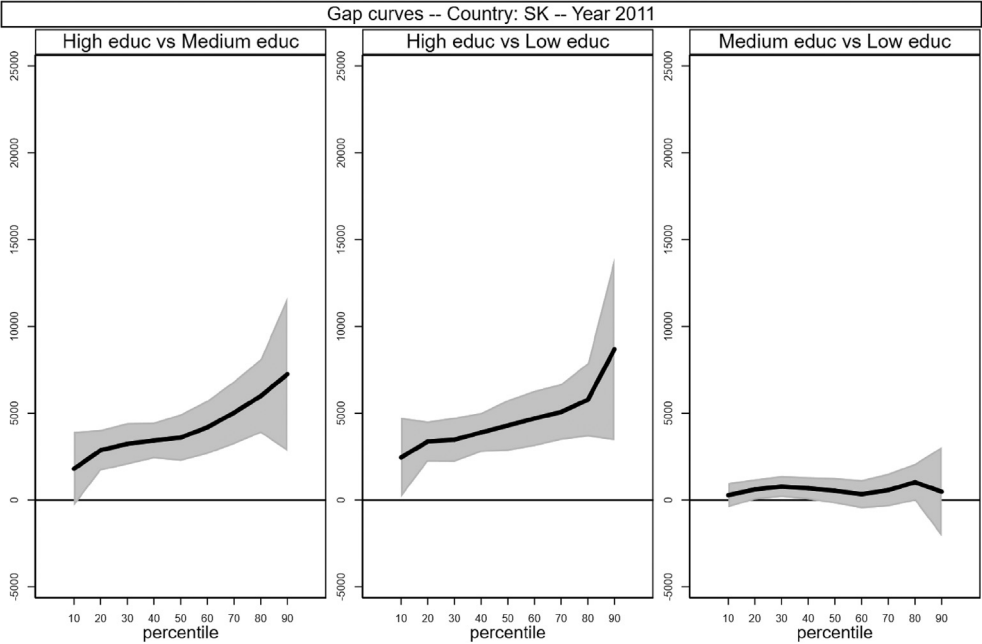 Gap curves -- Country: SK -- Year 2011
High educ vs Medium educ
25000
20000
15000
10000
5000
0
-5000
10 20 30 40 50 60 70 80 90
percentile
High educ vs Low educ
25000
20000
15000
10000
5000
0
-5000
10 20 30 40 50 60 70 80 90
percentile
Medium educ vs Low educ
25000
20000
15000
10000
5000
0
-5000
10 20 30 40 50 60 70 80 90
percentile